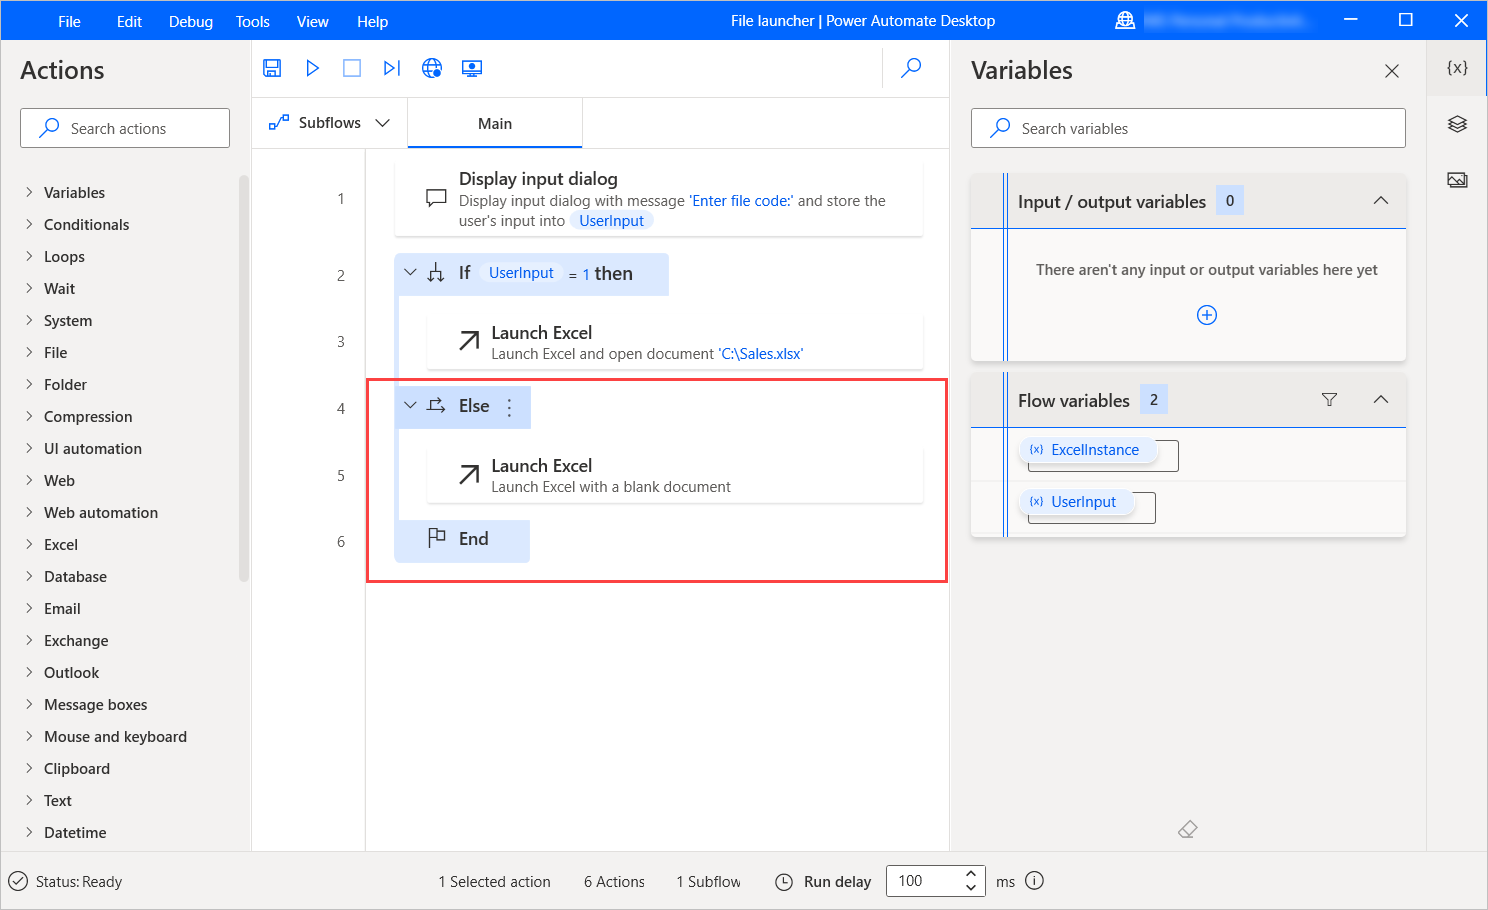 File Edit Debug Tools View Help File launcher | Power Automate Desktop
Actions
Search actions
Variables
Conditionals
Loops
Wait
System
File
Folder
Compression
UI automation
Web
Web automation
Excel
Database
Email
Exchange
Outlook
Message boxes
Mouse and keyboard
Clipboard
Text
Datetime
Subflows Main
1 Display input dialog
Display input dialog with message 'Enter file code:' and store the
user's input into UserInput
2 If UserInput = 1 then
3 Launch Excel
Launch Excel and open document 'C:\Sales.xlsx'
4 Else
5 Launch Excel
Launch Excel with a blank document
6 End
Variables
{x}
Search variables
Input / output variables 0
There aren't any input or output variables here yet
Flow variables 2
{x} ExcelInstance
{x} UserInput
Status: Ready 1 Selected action 6 Actions 1 Subflow Run delay 100 ms